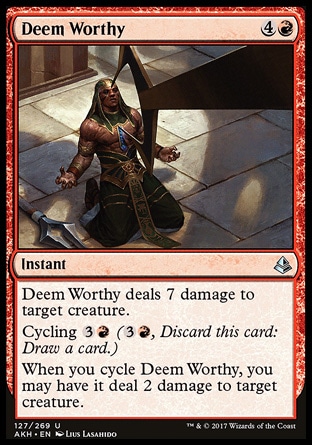 Deem Worthy 4
Instant
Deem Worthy deals 7 damage to
target creature.
Cycling 3 (3, Discard this card:
Draw a card.)
When you cycle Deem Worthy, you
may have it deal 2 damage to target
creature.
127/269 U
AKH • EN Lius Lasahido
™ & © 2017 Wizards of the Coast